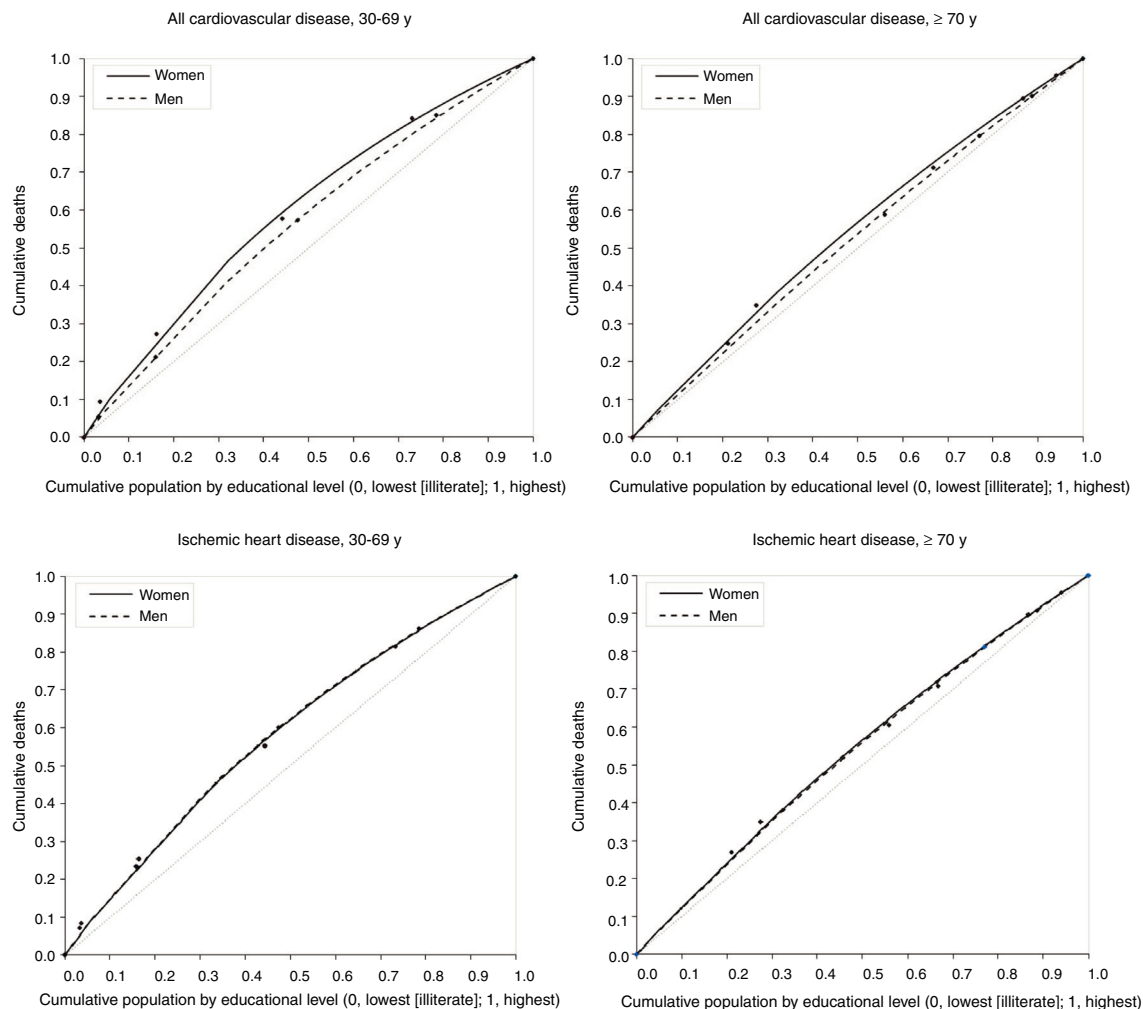 All cardiovascular disease, 30-69 y
1.0
0.9
0.8
0.7
0.6
0.5
0.4
0.3
0.2
0.1
0.0
Cumulative deaths
Women
Men
0.0 0.1 0.2 0.3 0.4 0.5 0.6 0.7 0.8 0.9 1.0
Cumulative population by educational level (0, lowest [illiterate]; 1, highest)
All cardiovascular disease, ≥ 70 y
1.0
0.9
0.8
0.7
0.6
0.5
0.4
0.3
0.2
0.1
0.0
Cumulative deaths
Women
Men
0.0 0.1 0.2 0.3 0.4 0.5 0.6 0.7 0.8 0.9 1.0
Cumulative population by educational level (0, lowest [illiterate]; 1, highest)
Ischemic heart disease, 30-69 y
1.0
0.9
0.8
0.7
0.6
0.5
0.4
0.3
0.2
0.1
0.0
Cumulative deaths
Women
Men
0.0 0.1 0.2 0.3 0.4 0.5 0.6 0.7 0.8 0.9 1.0
Cumulative population by educational level (0, lowest [illiterate]; 1, highest)
Ischemic heart disease, ≥ 70 y
1.0
0.9
0.8
0.7
0.6
0.5
0.4
0.3
0.2
0.1
0.0
Cumulative deaths
Women
Men
0.0 0.1 0.2 0.3 0.4 0.5 0.6 0.7 0.8 0.9 1.0
Cumulative population by educational level (0, lowest [illiterate]; 1, highest)